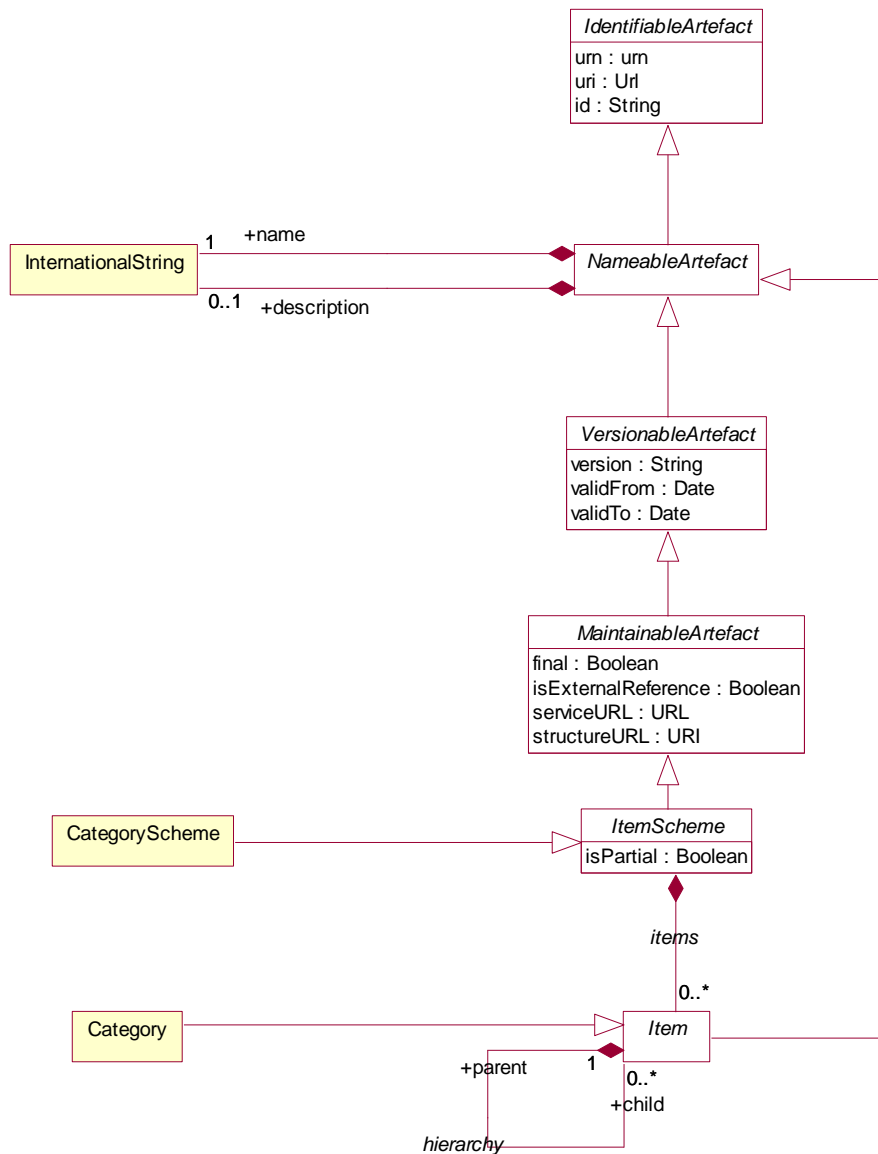 IdentifiableArtefact
urn : urn
uri : Url
id : String
1
+name
InternationalString
NameableArtefact
0..1
+description
VersionableArtefact
version : String
validFrom : Date
validTo : Date
MaintainableArtefact
final : Boolean
isExternalReference : Boolean
serviceURL : URL
structureURL : URI
CategoryScheme
ItemScheme
isPartial : Boolean
items
0..*
Category
Item
+parent
1
0..*
+child
hierarchy